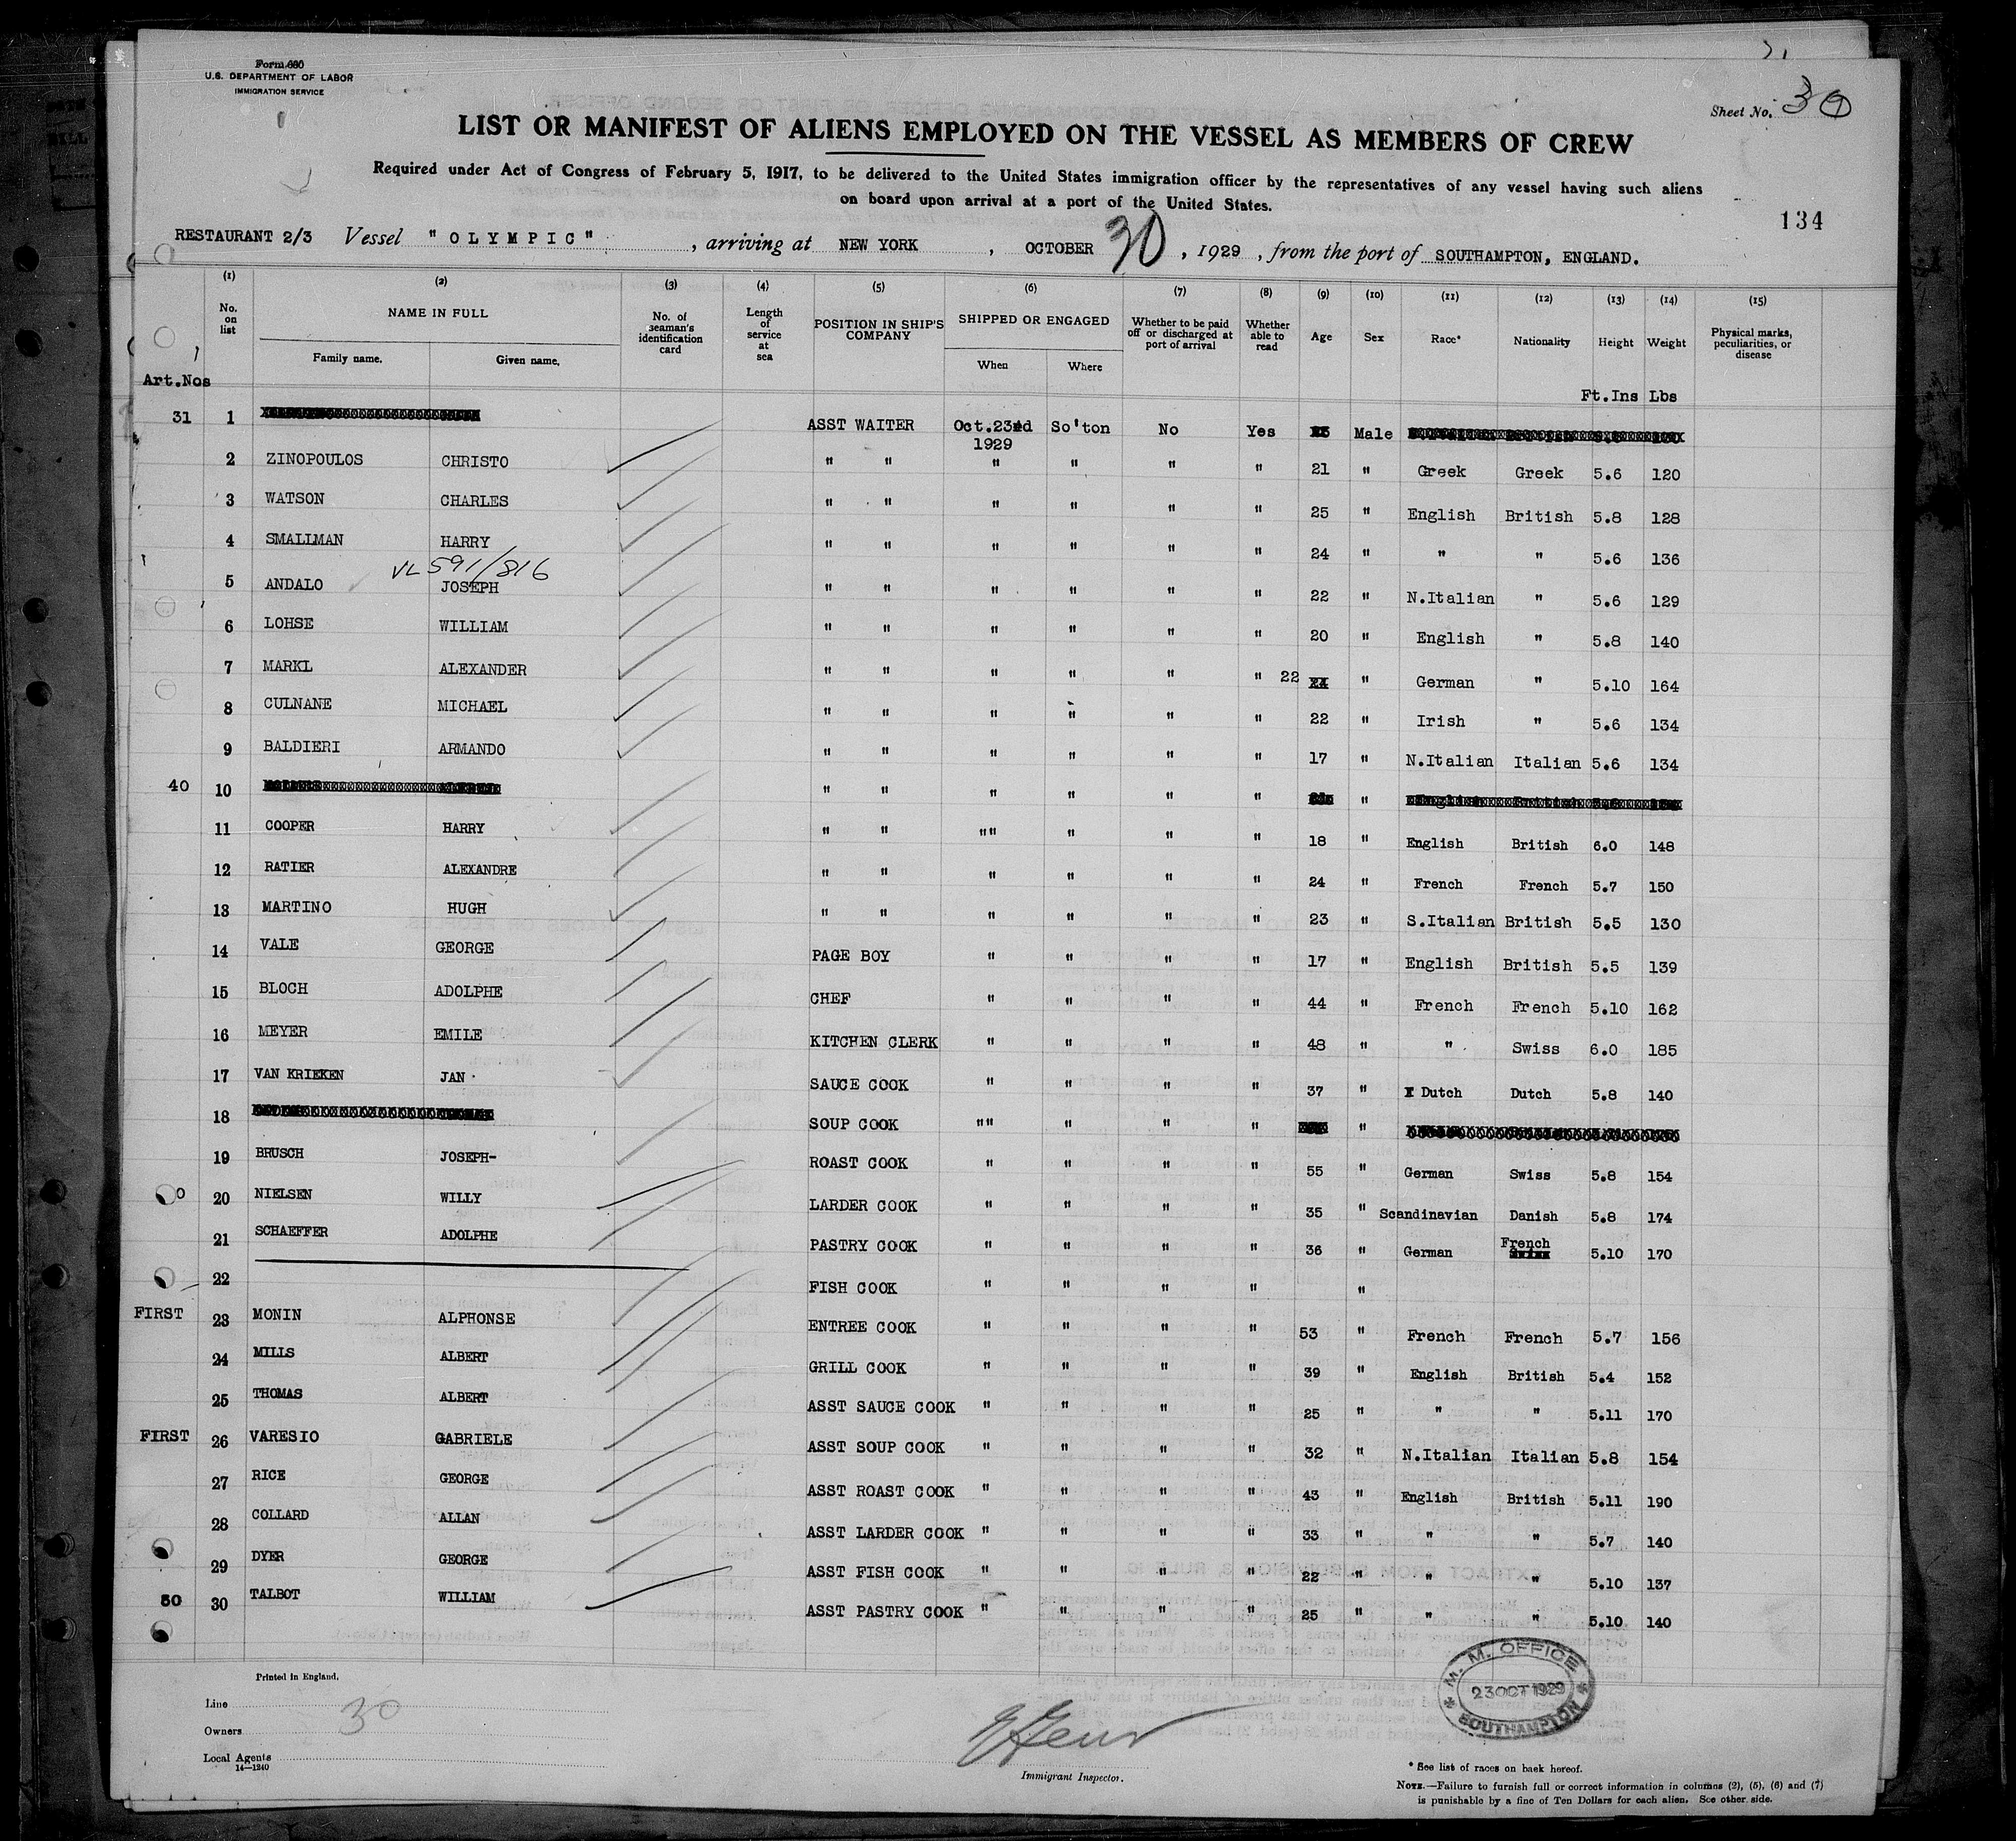 Form 680
U.S. DEPARTMENT OF LABOR
IMMIGRATION SERVICE
Sheet No. 30
LIST OR MANIFEST OF ALIENS EMPLOYED ON THE VESSEL AS MEMBERS OF CREW
Required under Act of Congress of February 5, 1917, to be delivered to the United States immigration officer by the representatives of any vessel having such aliens
on board upon arrival at a port of the United States.
134
RESTAURANT 2/3 Vessel "OLYMPIC", arriving at NEW YORK, OCTOBER 30, 1929, from the port of SOUTHAMPTON, ENGLAND.
(1) (2) (3) (4) (5) (6) (7) (8) (9) (10) (11) (12) (13) (14) (15)
No. on list NAME IN FULL Family name. Given name. No. of seaman's identification card Length of service at sea POSITION IN SHIP'S COMPANY SHIPPED OR ENGAGED When Where Whether to be paid off or discharged at port of arrival Whether able to read Age Sex Race* Nationality Height Weight Physical marks, peculiarities, or disease
Art.Nos Ft.Ins Lbs
31 1 ASST WAITER Oct.23rd So'ton No Yes Male
1929
2 ZINOPOULOS CHRISTO " " " " " " 21 " Greek Greek 5.6 120
3 WATSON CHARLES " " " " " " 25 " English British 5.8 128
4 SMALLMAN HARRY " " " " " " 24 " " " 5.6 136
VL 591/816
5 ANDALO JOSEPH " " " " " " 22 " N.Italian " 5.6 129
6 LOHSE WILLIAM " " " " " " 20 " English " 5.8 140
7 MARKL ALEXANDER " " " " " " 22 24 " German " 5.10 164
8 CULNANE MICHAEL " " " " " " 22 " Irish " 5.6 134
9 BALDIERI ARMANDO " " " " " " 17 " N.Italian Italian 5.6 134
40 10 " " " " " " "
11 COOPER HARRY " " "" " " " 18 " English British 6.0 148
12 RATIER ALEXANDRE " " " " " " 24 " French French 5.7 150
13 MARTINO HUGH " " " " " " 23 " S.Italian British 5.5 130
14 VALE GEORGE PAGE BOY " " " " 17 " English British 5.5 139
15 BLOCH ADOLPHE CHEF " " " " 44 " French French 5.10 162
16 MEYER EMILE KITCHEN CLERK " " " " 48 " " Swiss 6.0 185
17 VAN KRIEKEN JAN SAUCE COOK " " " " 37 " Dutch Dutch 5.8 140
18 SOUP COOK "" " " " "
19 BRUSCH JOSEPH- ROAST COOK " " " " 55 " German Swiss 5.8 154
0 20 NIELSEN WILLY LARDER COOK " " " " 35 " Scandinavian Danish 5.8 174
21 SCHAEFFER ADOLPHE PASTRY COOK " " " " 36 " German French Swiss 5.10 170
22 FISH COOK " " " " "
FIRST 23 MONIN ALPHONSE ENTREE COOK " " " " 53 " French French 5.7 156
24 MILLS ALBERT GRILL COOK " " " " 39 " English British 5.4 152
25 THOMAS ALBERT ASST SAUCE COOK " " " " 25 " " " 5.11 170
FIRST 26 VARESIO GABRIELE ASST SOUP COOK " " " " 32 " N.Italian Italian 5.8 154
27 RICE GEORGE ASST ROAST COOK " " " " 43 " English British 5.11 190
28 COLLARD ALLAN ASST LARDER COOK " " " " 33 " " " 5.7 140
29 DYER GEORGE ASST FISH COOK " " " " 22 " " " 5.10 137
50 30 TALBOT WILLIAM ASST PASTRY COOK " " " " 25 " " " 5.10 140
Printed in England.
Line
30
Owners
Local Agents
14—1240
Immigrant Inspector.
M. M. OFFICE
23 OCT 1929
SOUTHAMPTON
* See list of races on back hereof.
NOTE.—Failure to furnish full or correct information in columns (2), (5), (6) and (7)
is punishable by a fine of Ten Dollars for each alien. See other side.